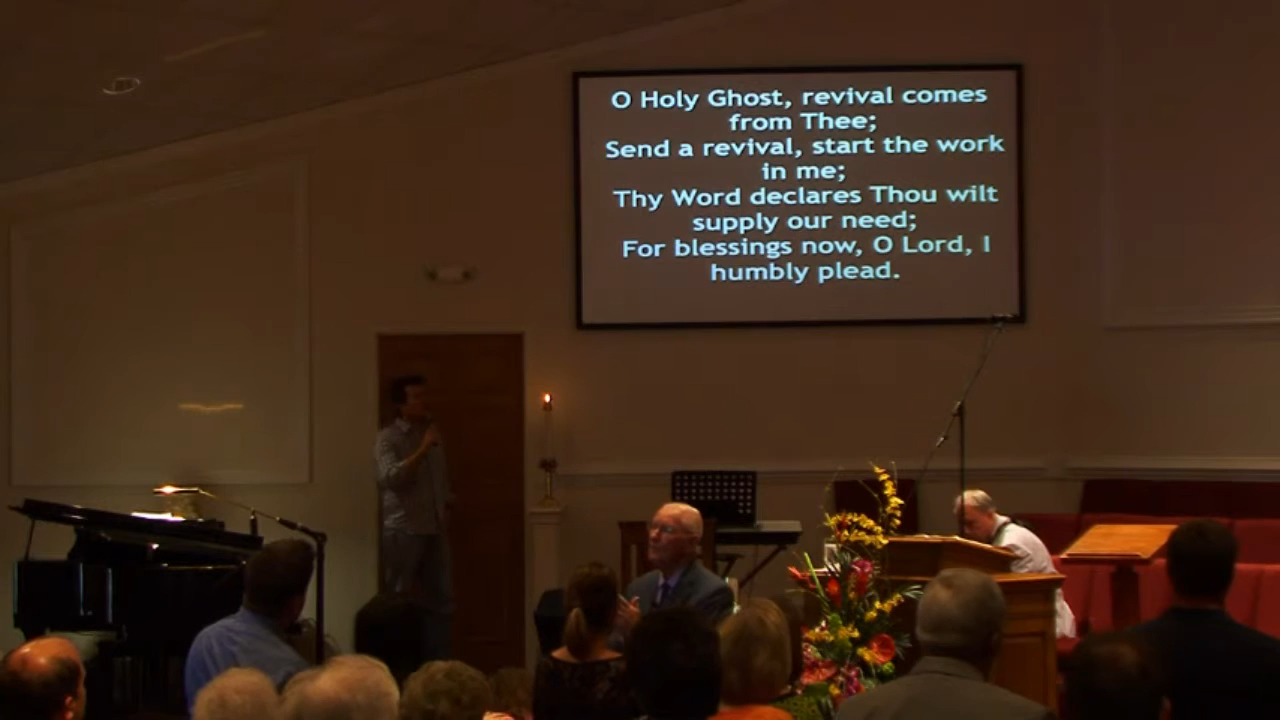 O Holy Ghost, revival comes
from Thee;
Send a revival, start the work
in me;
Thy Word declares Thou wilt
supply our need;
For blessings now, O Lord, I
humbly plead.